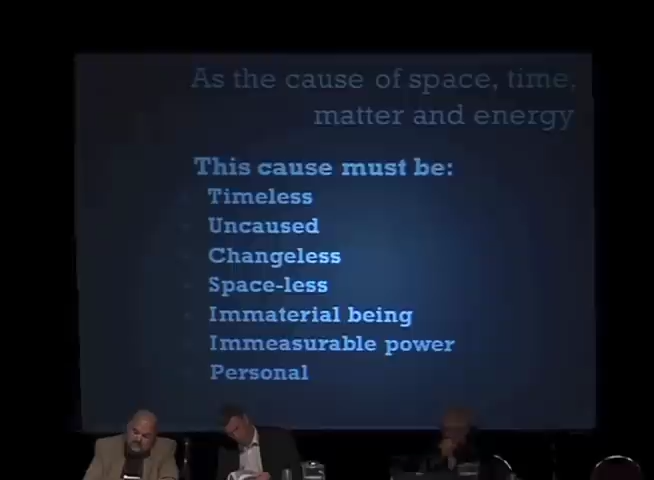 As the cause of space, time,
matter and energy
This cause must be:
Timeless
Uncaused
Changeless
Space-less
Immaterial being
Immeasurable power
Personal